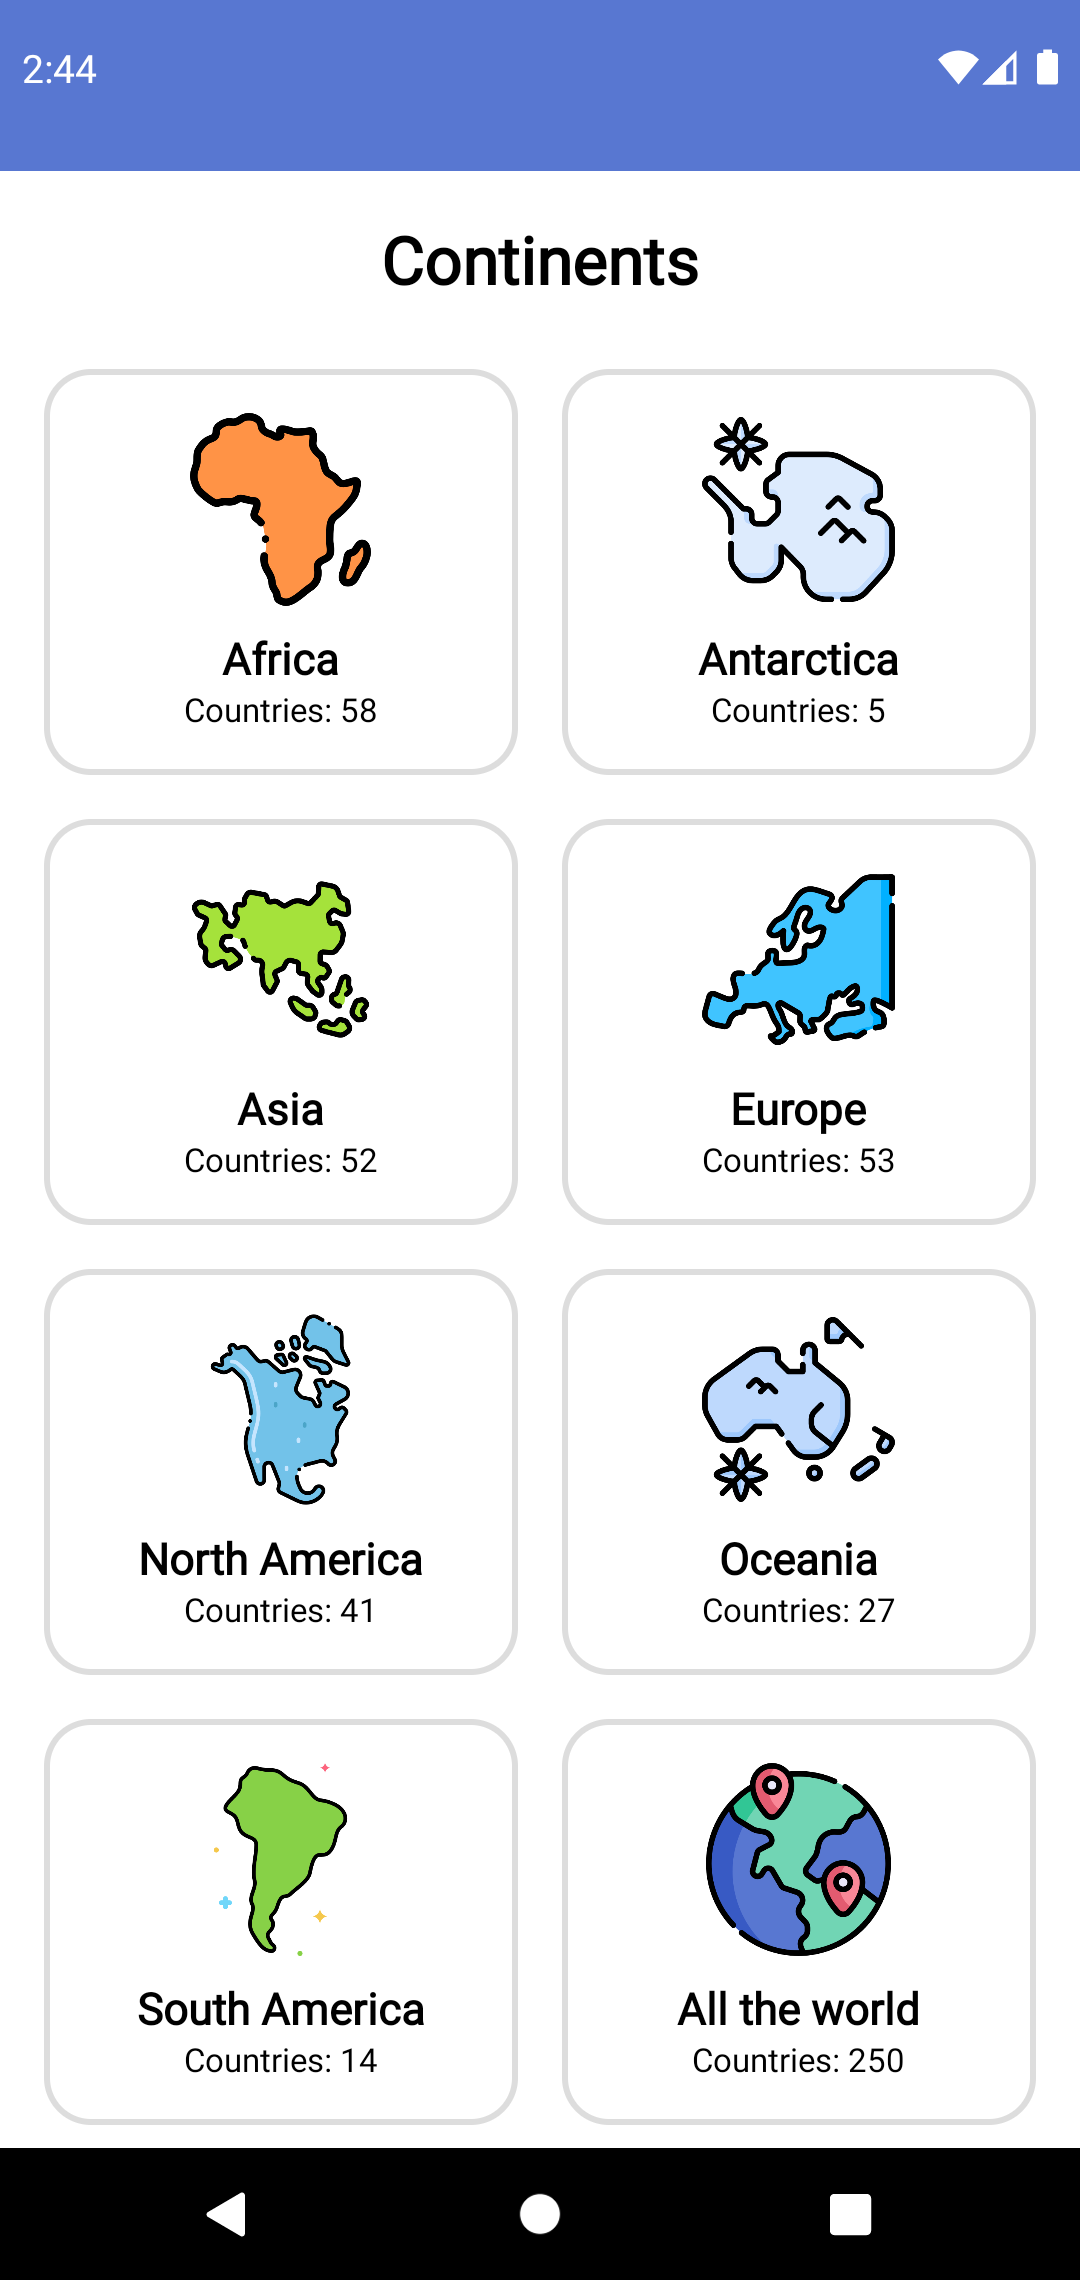 2:44
Continents
Africa
Countries: 58
Antarctica
Countries: 5
Asia
Countries: 52
Europe
Countries: 53
North America
Countries: 41
Oceania
Countries: 27
South America
Countries: 14
All the world
Countries: 250